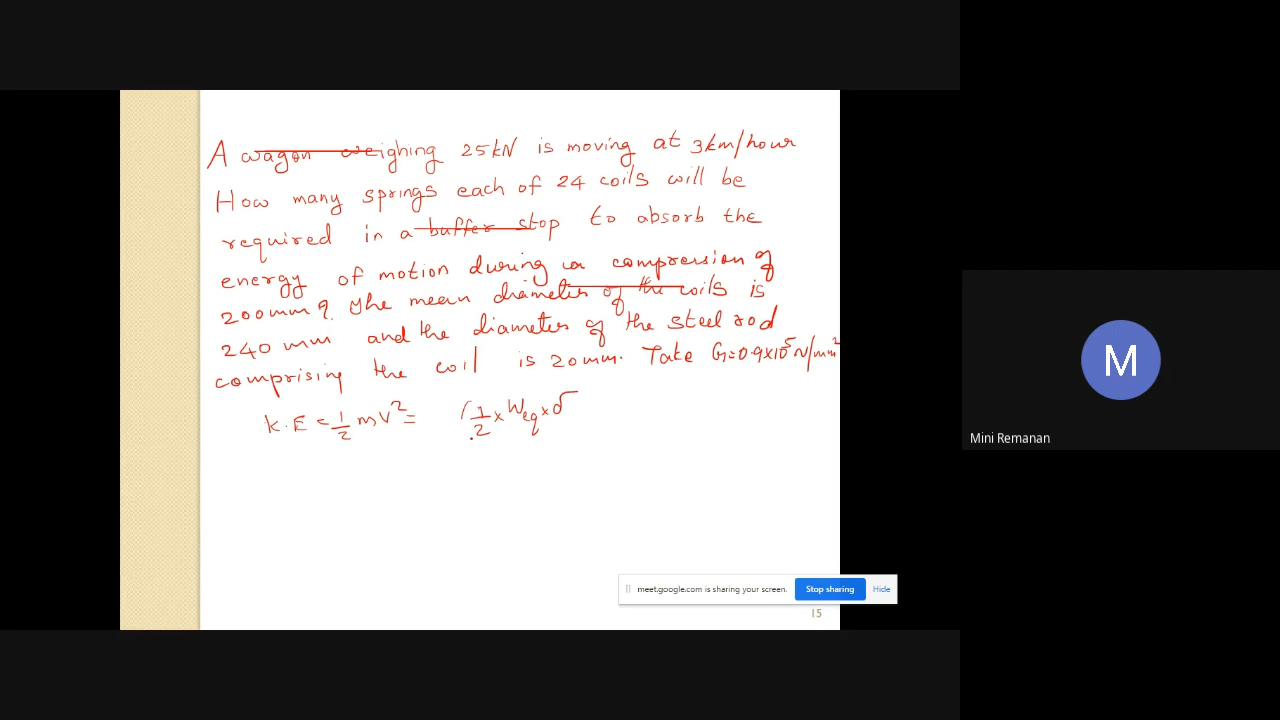 A wagon weighing 25kN is moving at 3km/hour
How many springs each of 24 coils will be
required in a buffer stop to absorb the
energy of motion during a compression of
200mm ? The mean diameter of the coils is
240 mm and the diameter of the steel rod
comprising the coil is 20mm. Take G=0.9x10⁵ N/mm²
K.E = 1/2 mv² = (1/2 × Weq × δ
M
Mini Remanan
meet.google.com is sharing your screen. Stop sharing Hide
15